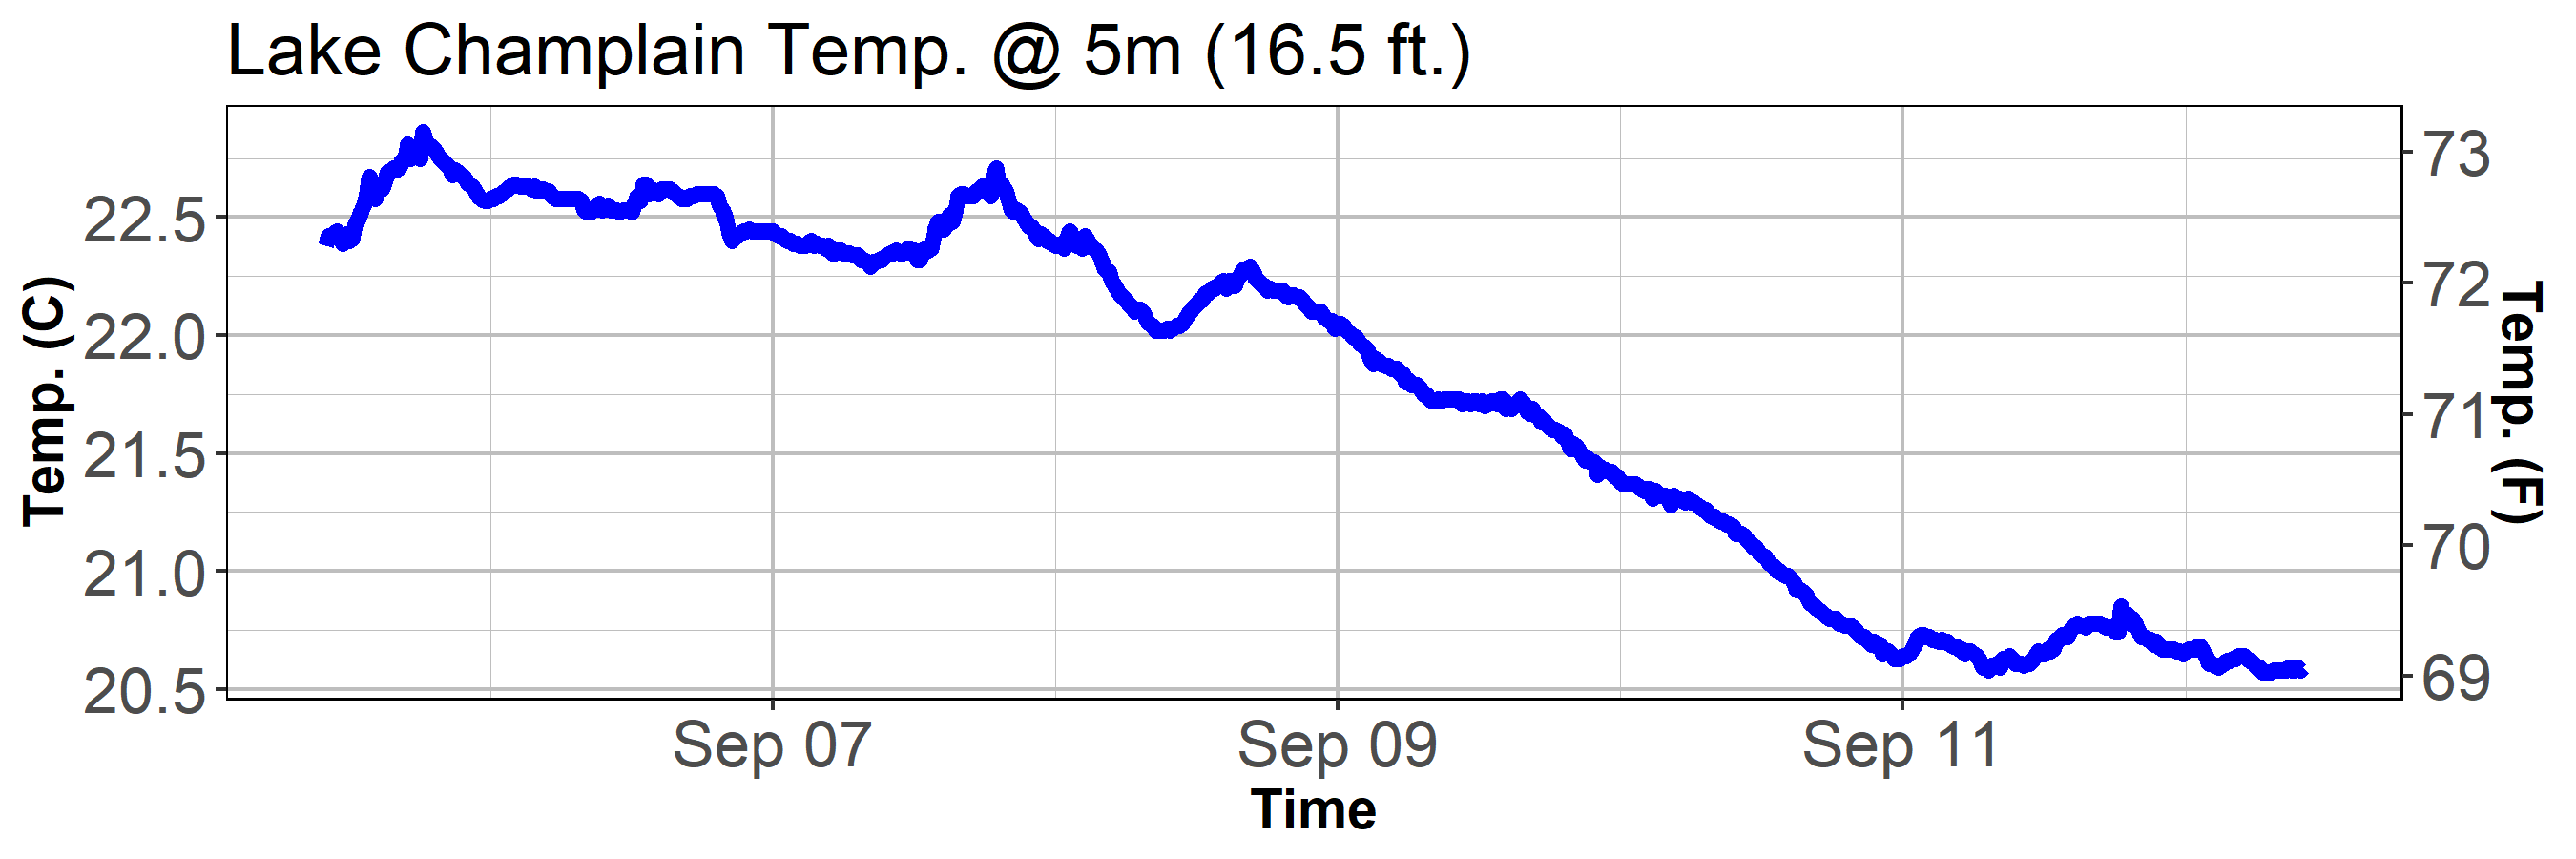 Lake Champlain Temp. @ 5m (16.5 ft.)
Temp. (C)
22.5
22.0
21.5
21.0
20.5
73
72
71
70
69
Temp. (F)
Sep 07
Sep 09
Sep 11
Time